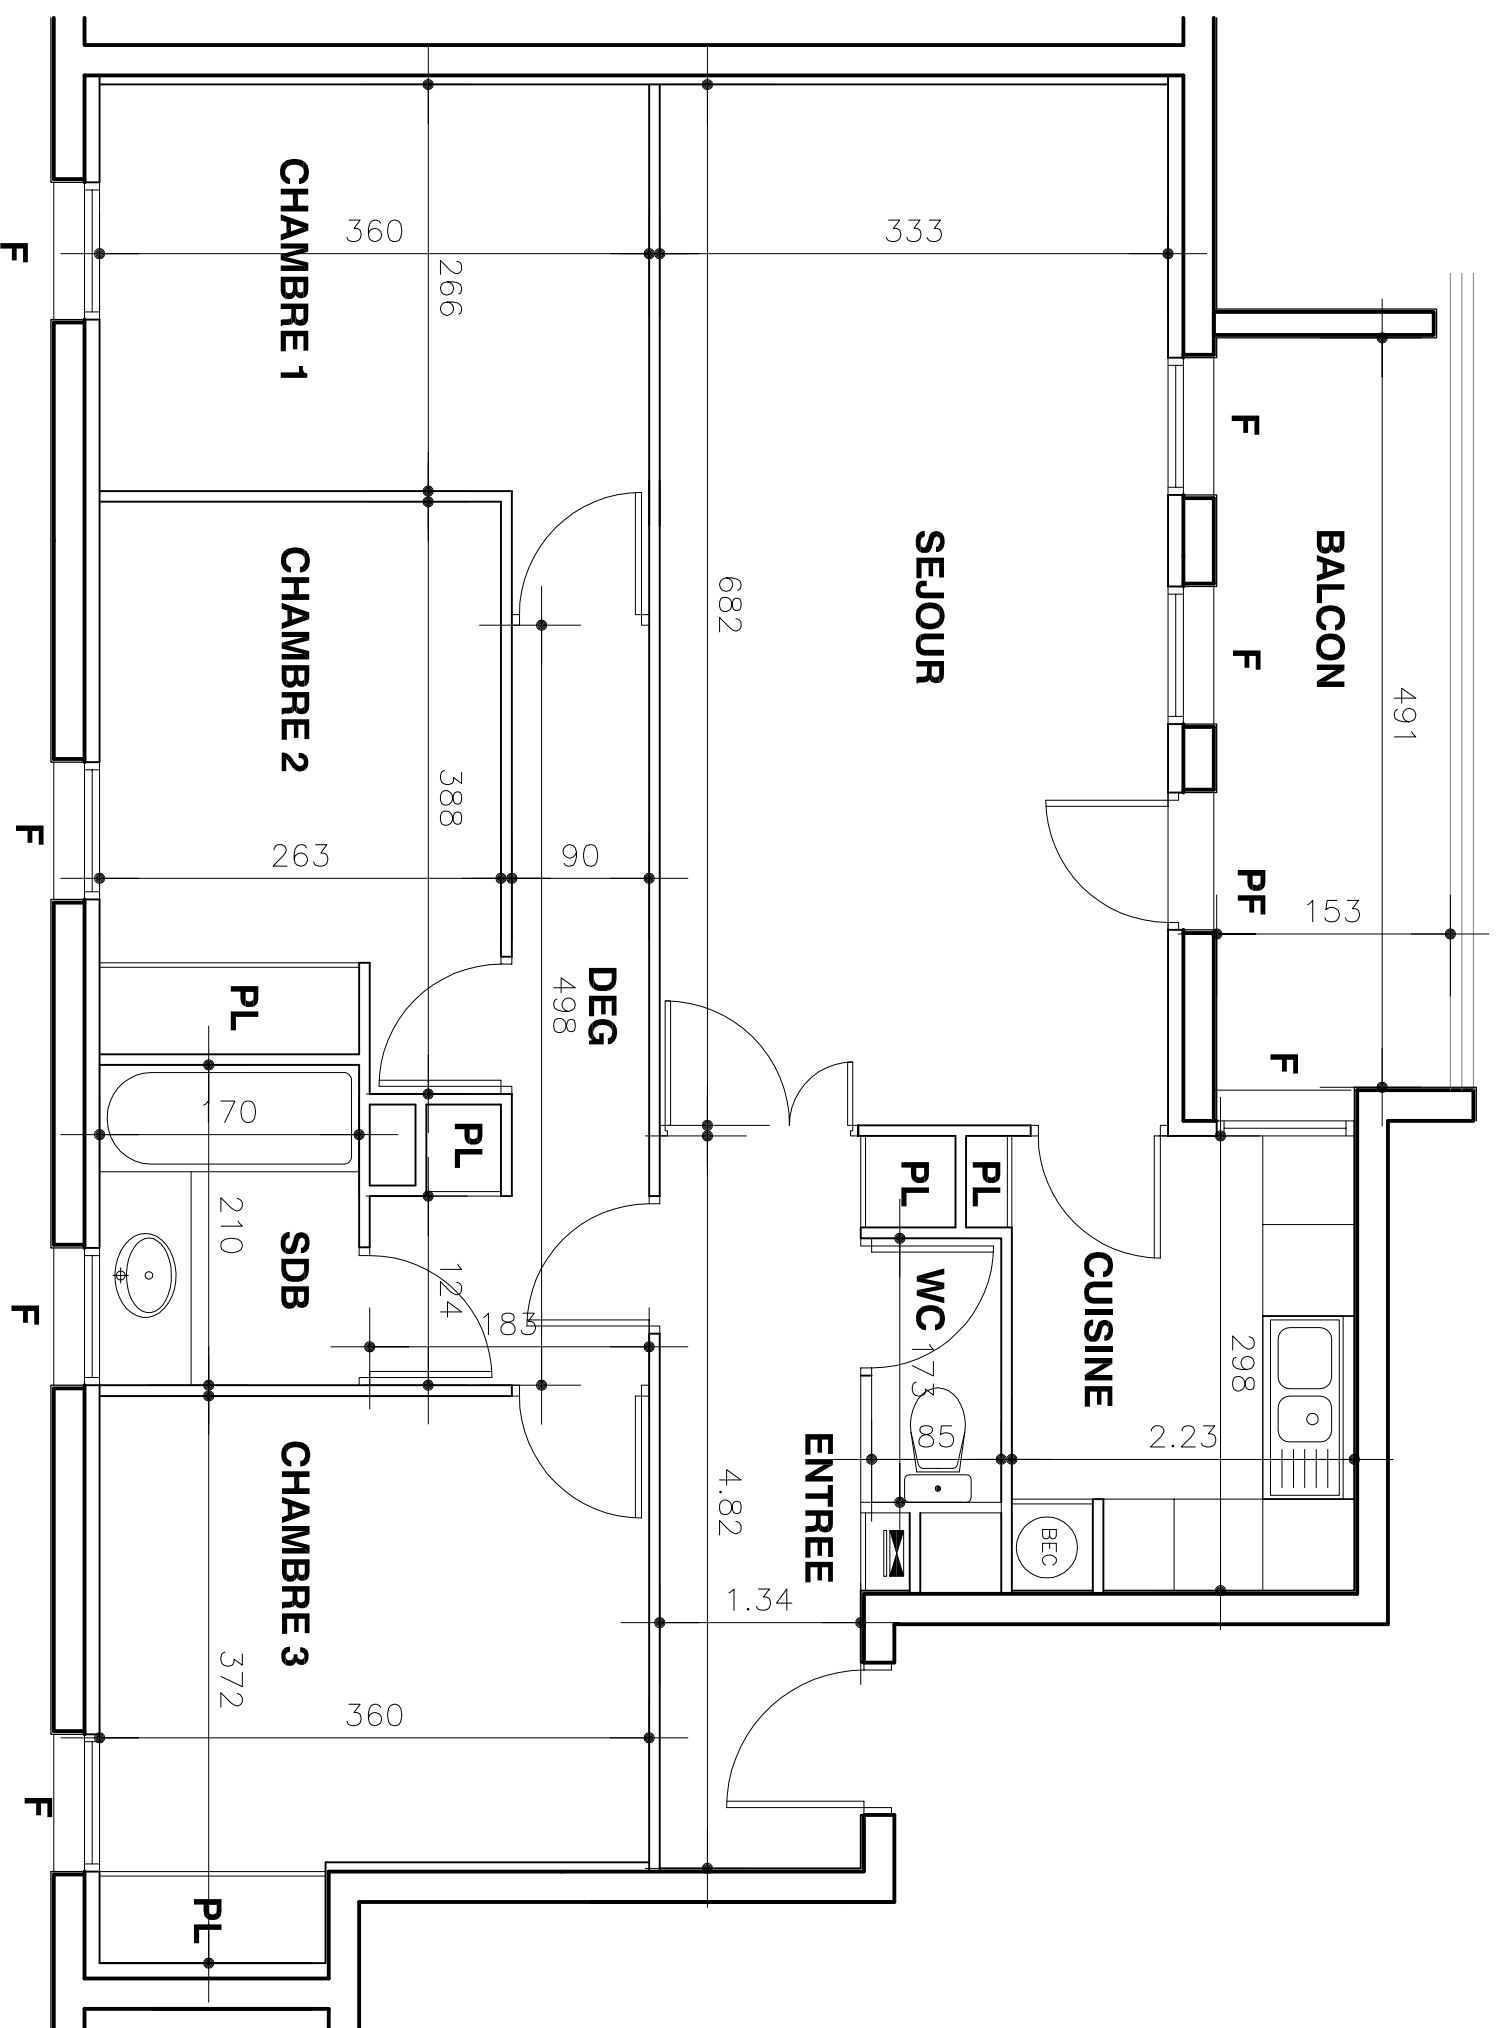 CHAMBRE 1
360
266
333
F
F
SEJOUR
682
BALCON
491
F
CHAMBRE 2
388
263
90
F
PF
153
DEG
498
PL
F
170
PL
PL
PL
SDB
210
124
183
WC
173
85
CUISINE
298
2.23
F
ENTREE
4.82
1.34
BEC
CHAMBRE 3
372
360
F
PL